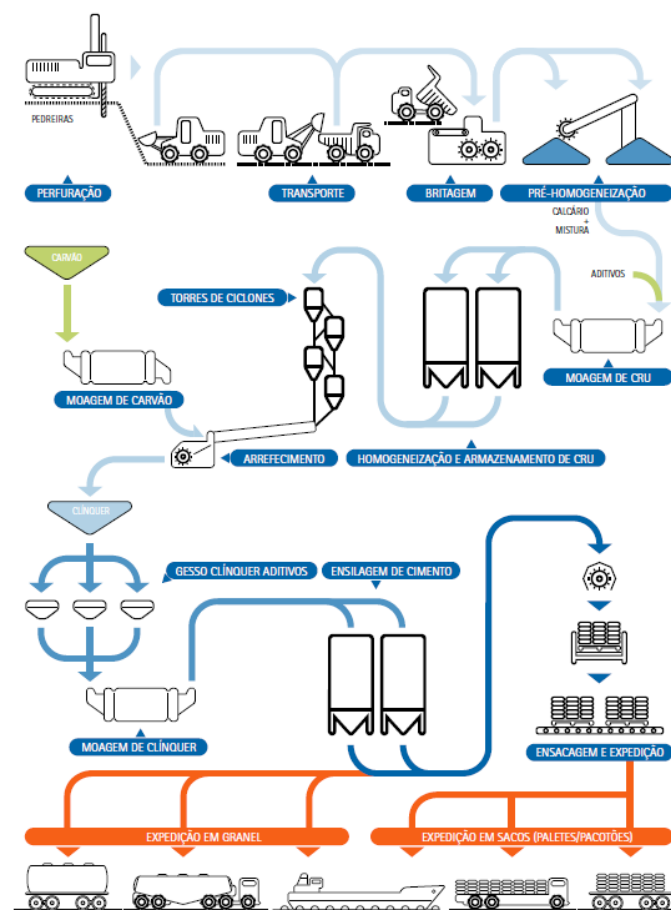 PEDREIRAS
PERFURAÇÃO
TRANSPORTE
BRITAGEM
PRÉ-HOMOGENEIZAÇÃO
CALCÁRIO
+
MISTURA
CARVÃO
ADITIVOS
TORRES DE CICLONES
MOAGEM DE CRU
MOAGEM DE CARVÃO
ARREFECIMENTO
HOMOGENEIZAÇÃO E ARMAZENAMENTO DE CRU
CLÍNQUER
GESSO CLÍNQUER ADITIVOS
ENSILAGEM DE CIMENTO
MOAGEM DE CLÍNQUER
ENSACAGEM E EXPEDIÇÃO
EXPEDIÇÃO EM GRANEL
EXPEDIÇÃO EM SACOS (PALETES/PACOTÕES)